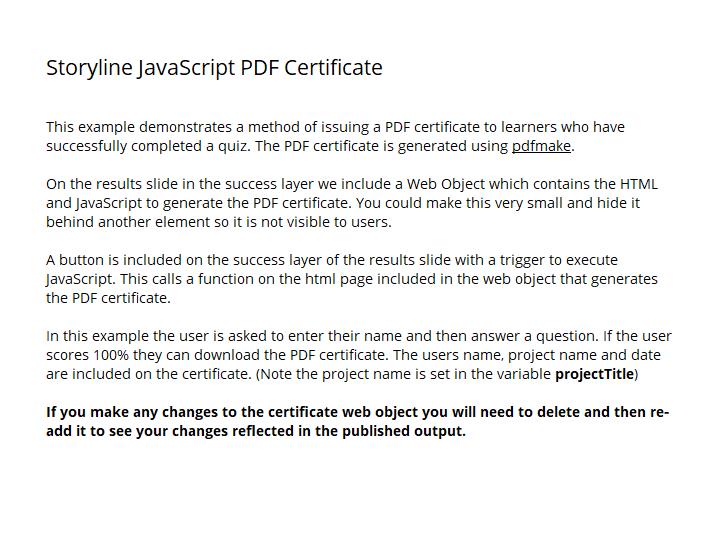 Storyline JavaScript PDF Certificate
This example demonstrates a method of issuing a PDF certificate to learners who have
successfully completed a quiz. The PDF certificate is generated using pdfmake.
On the results slide in the success layer we include a Web Object which contains the HTML
and JavaScript to generate the PDF certificate. You could make this very small and hide it
behind another element so it is not visible to users.
A button is included on the success layer of the results slide with a trigger to execute
JavaScript. This calls a function on the html page included in the web object that generates
the PDF certificate.
In this example the user is asked to enter their name and then answer a question. If the user
scores 100% they can download the PDF certificate. The users name, project name and date
are included on the certificate. (Note the project name is set in the variable projectTitle)
If you make any changes to the certificate web object you will need to delete and then re-
add it to see your changes reflected in the published output.